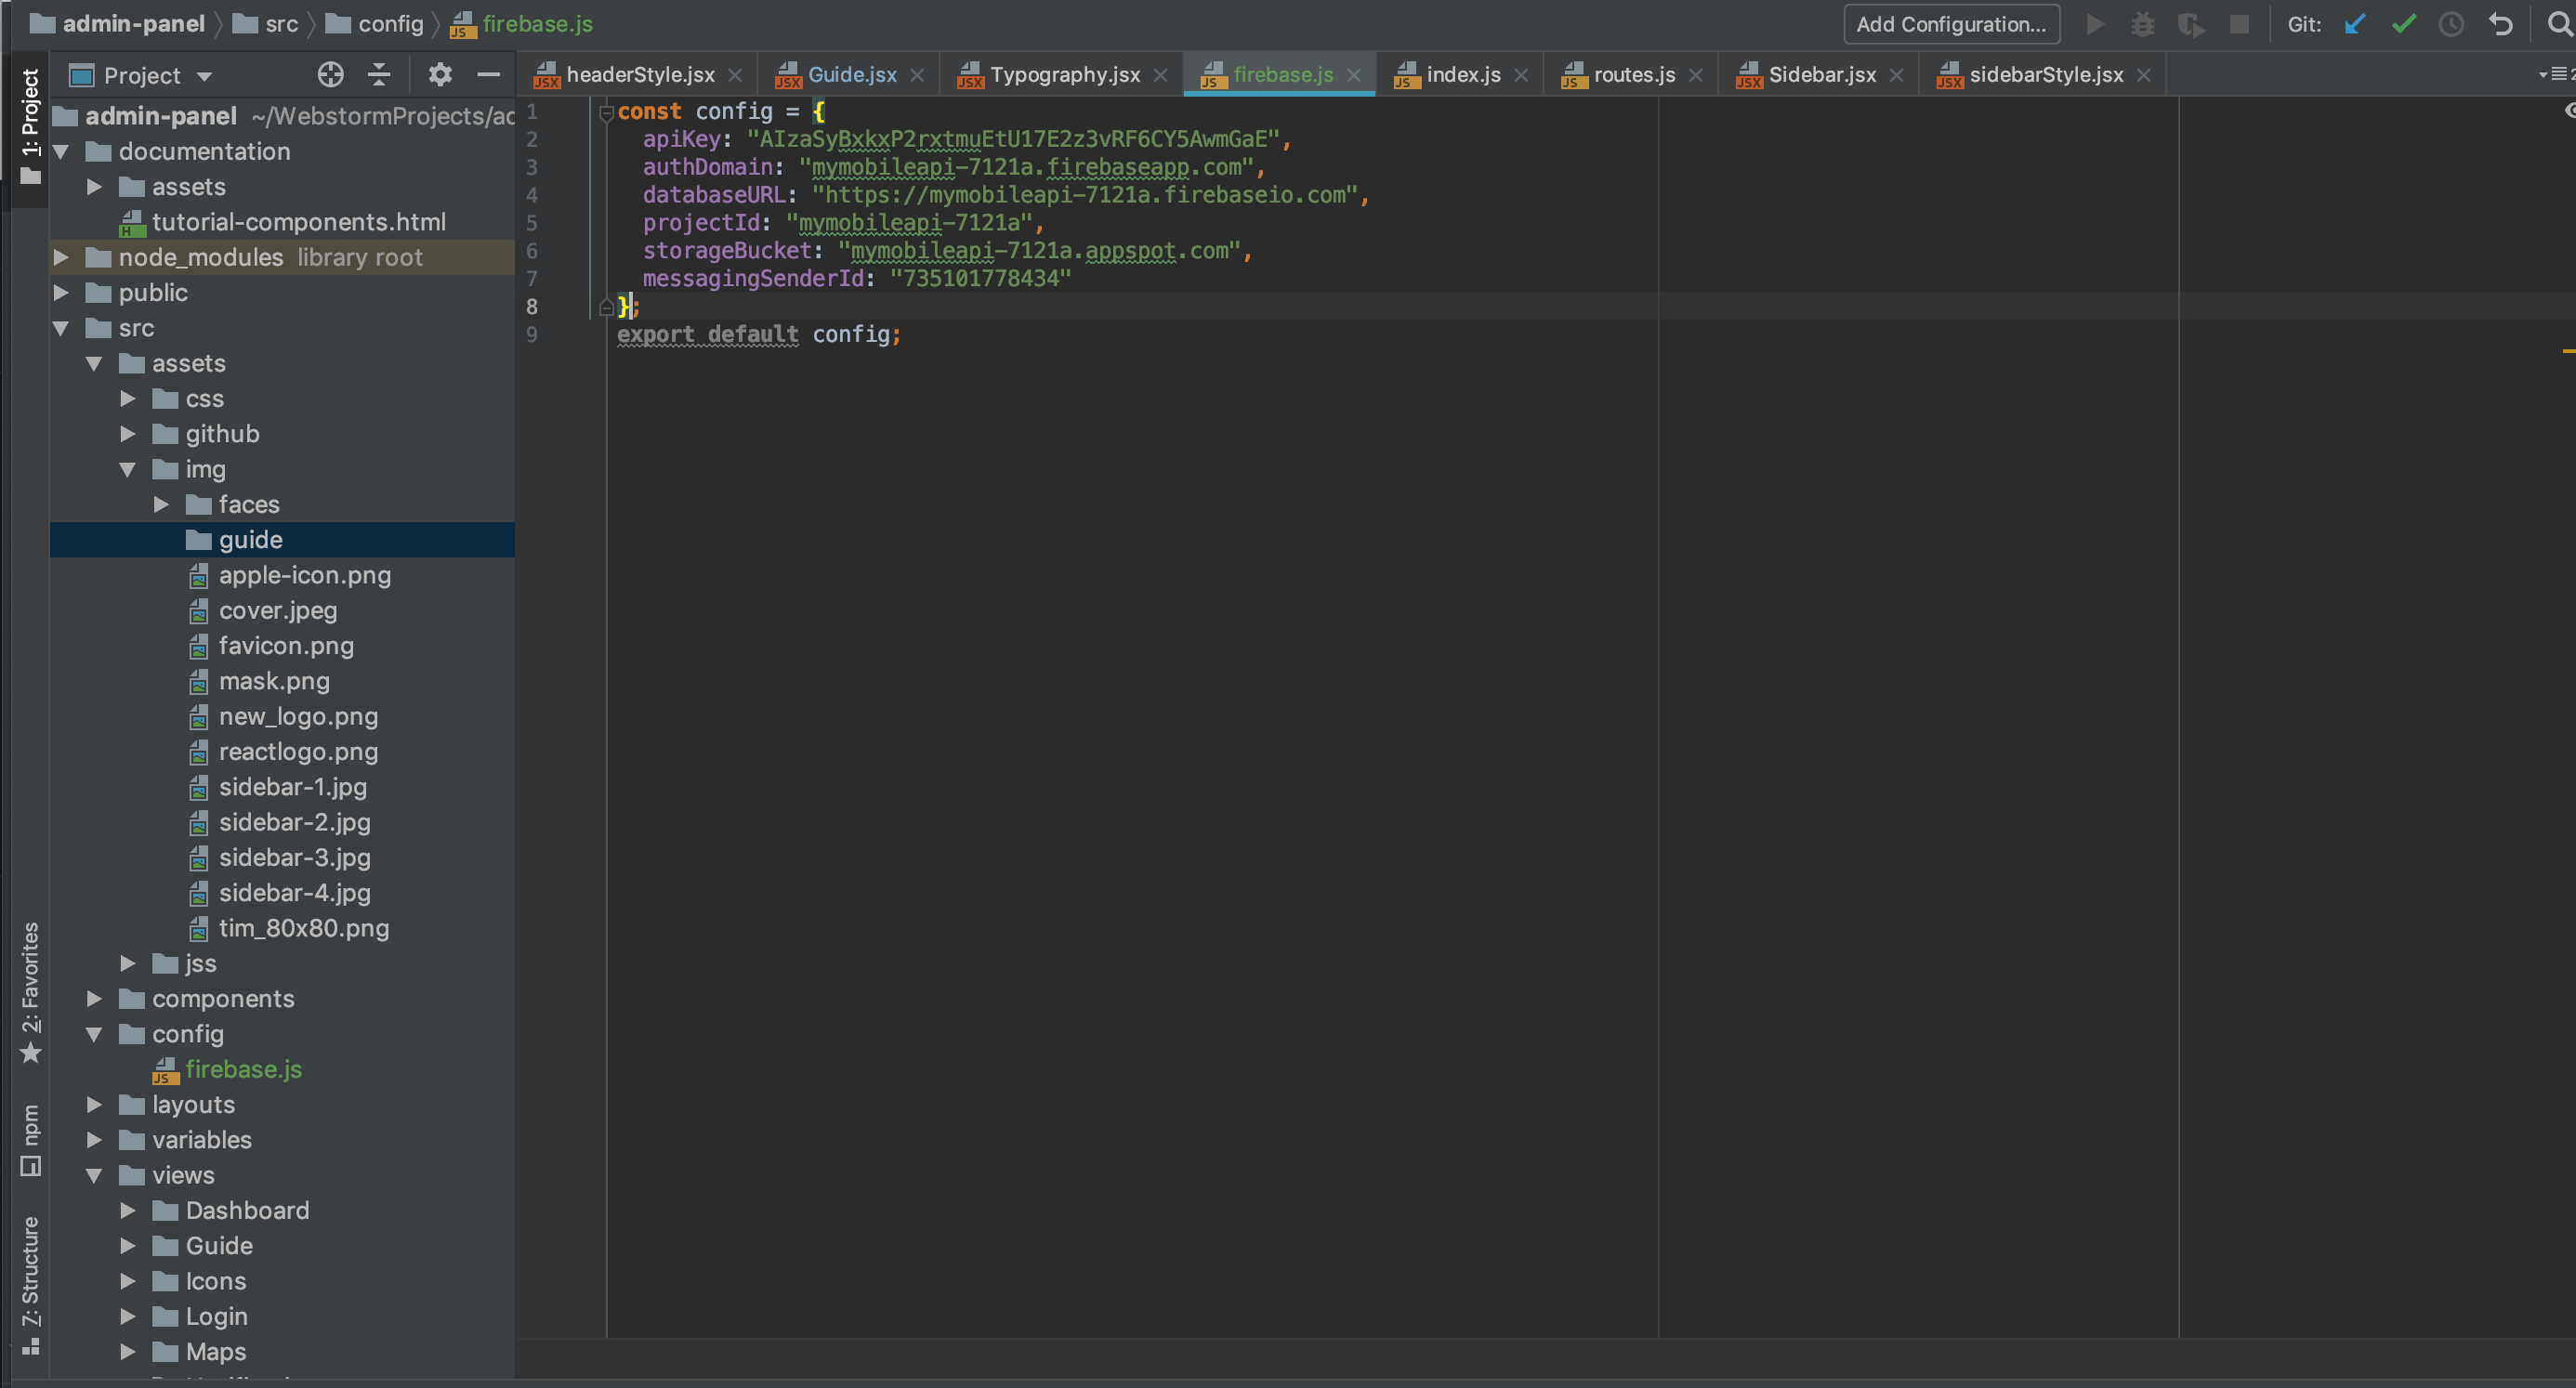 admin-panel src config firebase.js Add Configuration... Git:
Project
headerStyle.jsx Guide.jsx Typography.jsx firebase.js index.js routes.js Sidebar.jsx sidebarStyle.jsx
1: Project
2: Favorites
npm
7: Structure
admin-panel ~/WebstormProjects/ad
documentation
assets
tutorial-components.html
node_modules library root
public
src
assets
css
github
img
faces
guide
apple-icon.png
cover.jpeg
favicon.png
mask.png
new_logo.png
reactlogo.png
sidebar-1.jpg
sidebar-2.jpg
sidebar-3.jpg
sidebar-4.jpg
tim_80x80.png
jss
components
config
firebase.js
layouts
variables
views
Dashboard
Guide
Icons
Login
Maps
1 const config = {
2 apiKey: "AIzaSyBxkxP2rxtmuEtU17E2z3vRF6CY5AwmGaE",
3 authDomain: "mymobileapi-7121a.firebaseapp.com",
4 databaseURL: "https://mymobileapi-7121a.firebaseio.com",
5 projectId: "mymobileapi-7121a",
6 storageBucket: "mymobileapi-7121a.appspot.com",
7 messagingSenderId: "735101778434"
8 };
9 export default config;